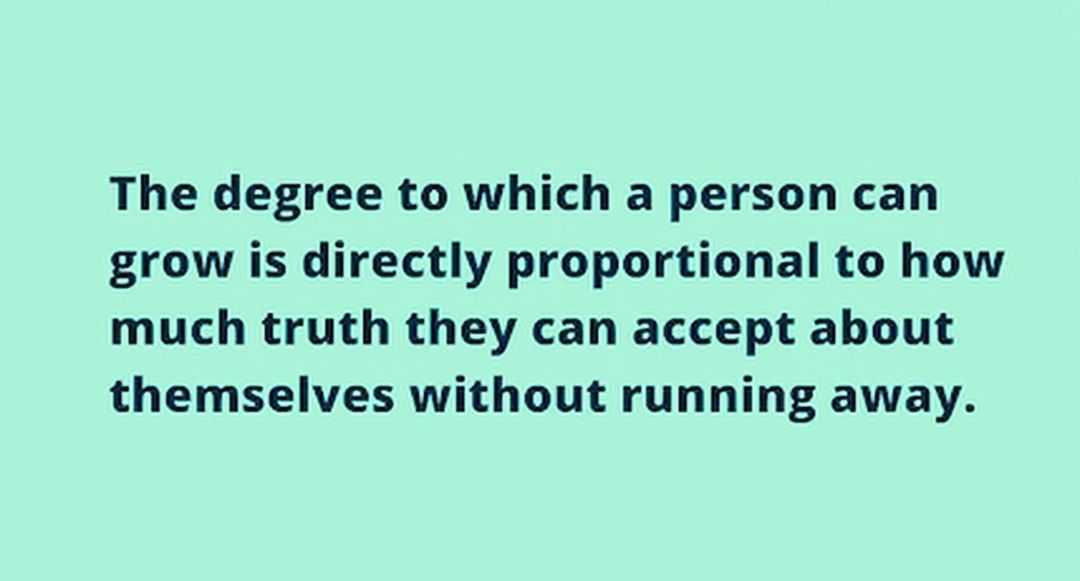 The degree to which a person can
grow is directly proportional to how
much truth they can accept about
themselves without running away.